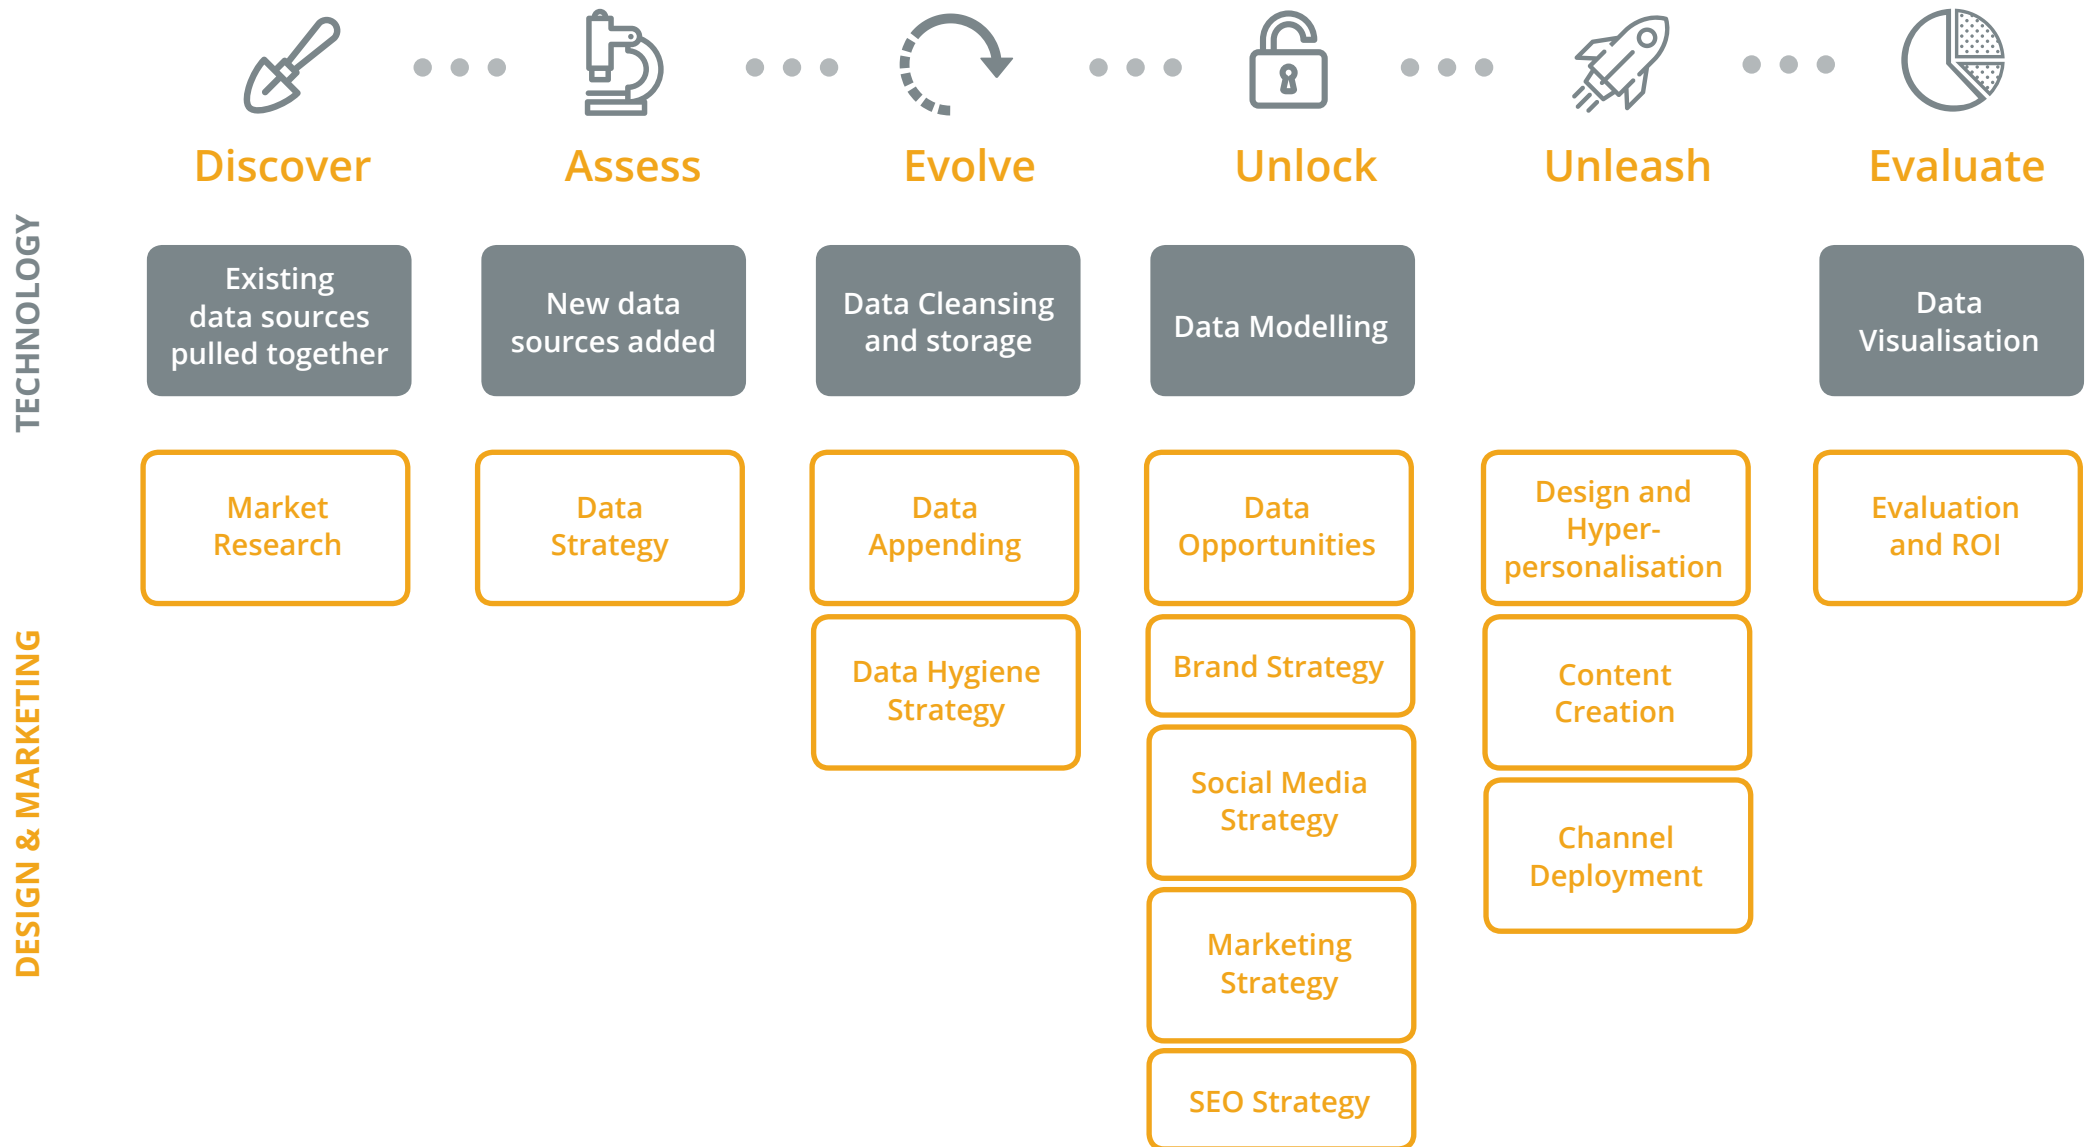 Discover
Assess
Evolve
Unlock
Unleash
Evaluate
TECHNOLOGY
Existing
data sources
pulled together
New data
sources added
Data Cleansing
and storage
Data Modelling
Data
Visualisation
DESIGN & MARKETING
Market
Research
Data
Strategy
Data
Appending
Data
Opportunities
Design and
Hyper-
personalisation
Evaluation
and ROI
Data Hygiene
Strategy
Brand Strategy
Content
Creation
Social Media
Strategy
Channel
Deployment
Marketing
Strategy
SEO Strategy